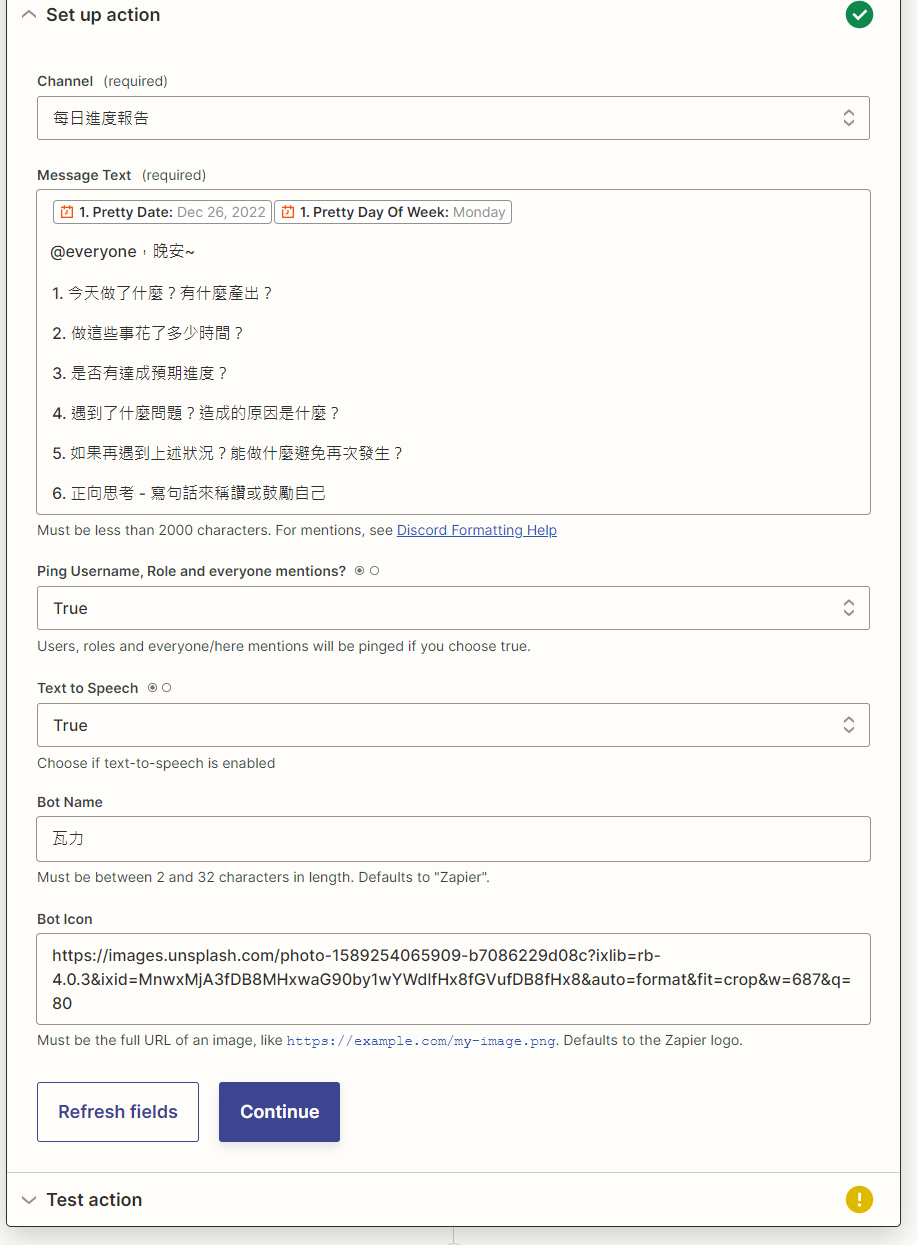 Set up action
Channel (required)
每日進度報告
Message Text (required)
1. Pretty Date: Dec 26, 2022 1. Pretty Day Of Week: Monday
@everyone，晚安~
1. 今天做了什麼？有什麼產出？
2. 做這些事花了多少時間？
3. 是否有達成預期進度？
4. 遇到了什麼問題？造成的原因是什麼？
5. 如果再遇到上述狀況？能做什麼避免再次發生？
6. 正向思考 - 寫句話來稱讚或鼓勵自己
Must be less than 2000 characters. For mentions, see Discord Formatting Help
Ping Username, Role and everyone mentions?
True
Users, roles and everyone/here mentions will be pinged if you choose true.
Text to Speech
True
Choose if text-to-speech is enabled
Bot Name
瓦力
Must be between 2 and 32 characters in length. Defaults to "Zapier".
Bot Icon
https://images.unsplash.com/photo-1589254065909-b7086229d08c?ixlib=rb-
4.0.3&ixid=MnwxMjA3fDB8MHxwaG90by1wYWdlfHx8fGVufDB8fHx8&auto=format&fit=crop&w=687&q=
80
Must be the full URL of an image, like https://example.com/my-image.png. Defaults to the Zapier logo.
Refresh fields Continue
Test action